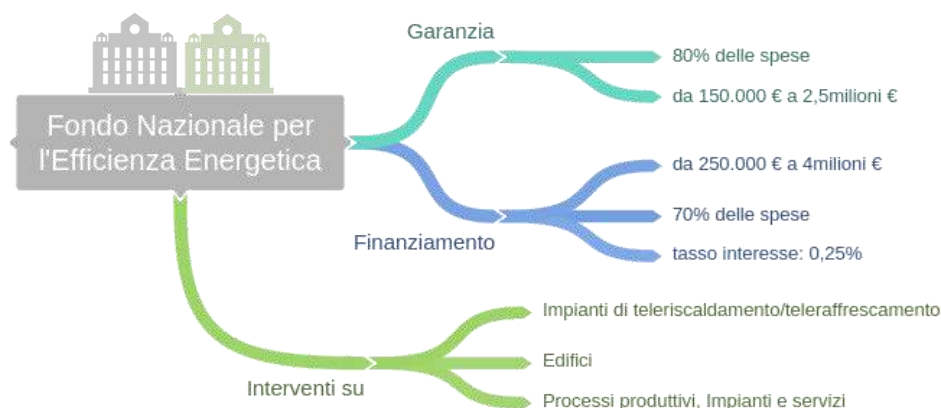 Fondo Nazionale per
l'Efficienza Energetica
Garanzia
80% delle spese
da 150.000 € a 2,5milioni €
Finanziamento
da 250.000 € a 4milioni €
70% delle spese
tasso interesse: 0,25%
Interventi su
Impianti di teleriscaldamento/teleraffrescamento
Edifici
Processi produttivi, Impianti e servizi